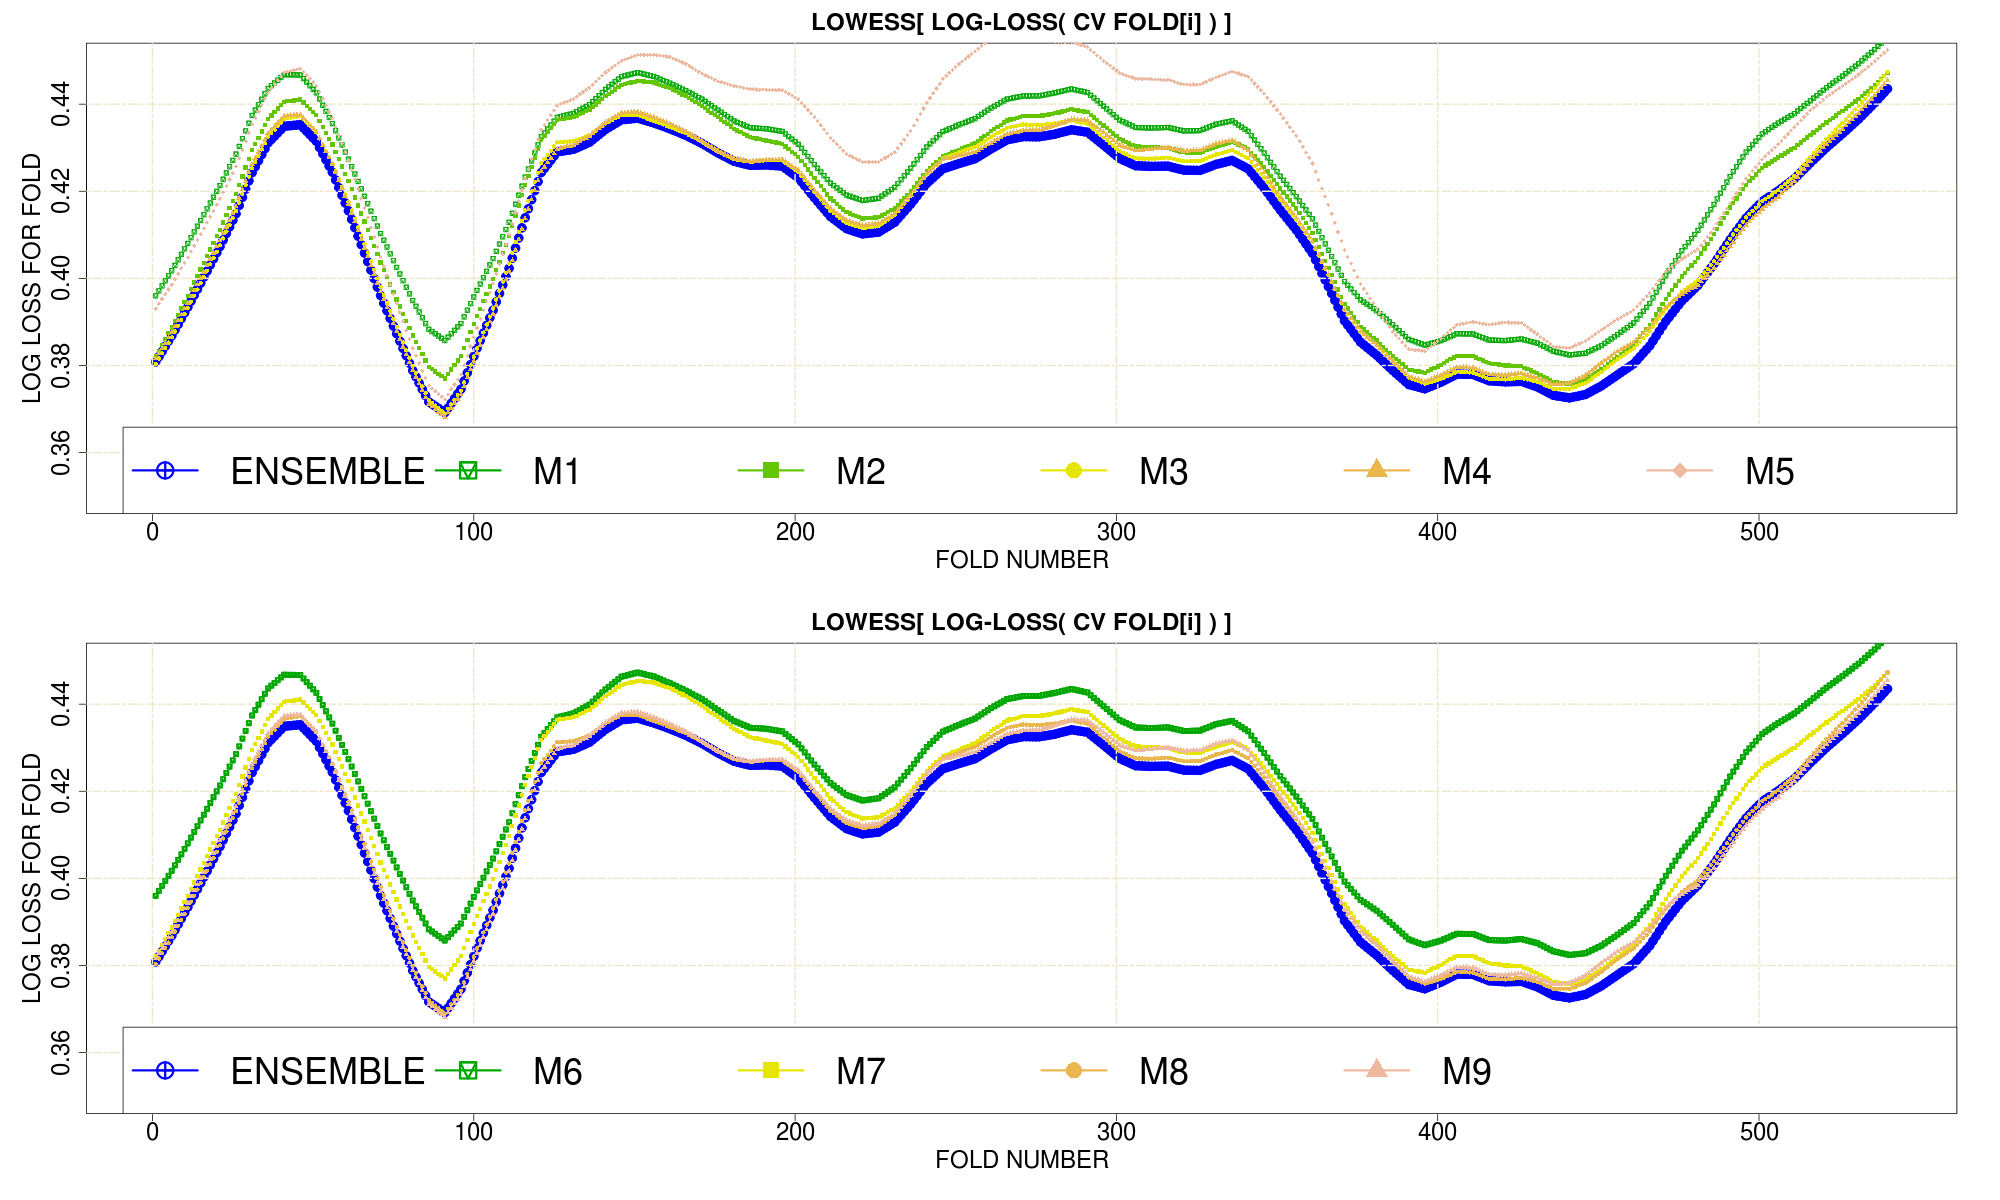 LOWESS[ LOG-LOSS( CV FOLD[i] ) ]
LOG LOSS FOR FOLD
0.44
0.42
0.40
0.38
0.36
ENSEMBLE M1 M2 M3 M4 M5
0 100 200 300 400 500
FOLD NUMBER
LOWESS[ LOG-LOSS( CV FOLD[i] ) ]
LOG LOSS FOR FOLD
0.44
0.42
0.40
0.38
0.36
ENSEMBLE M6 M7 M8 M9
0 100 200 300 400 500
FOLD NUMBER